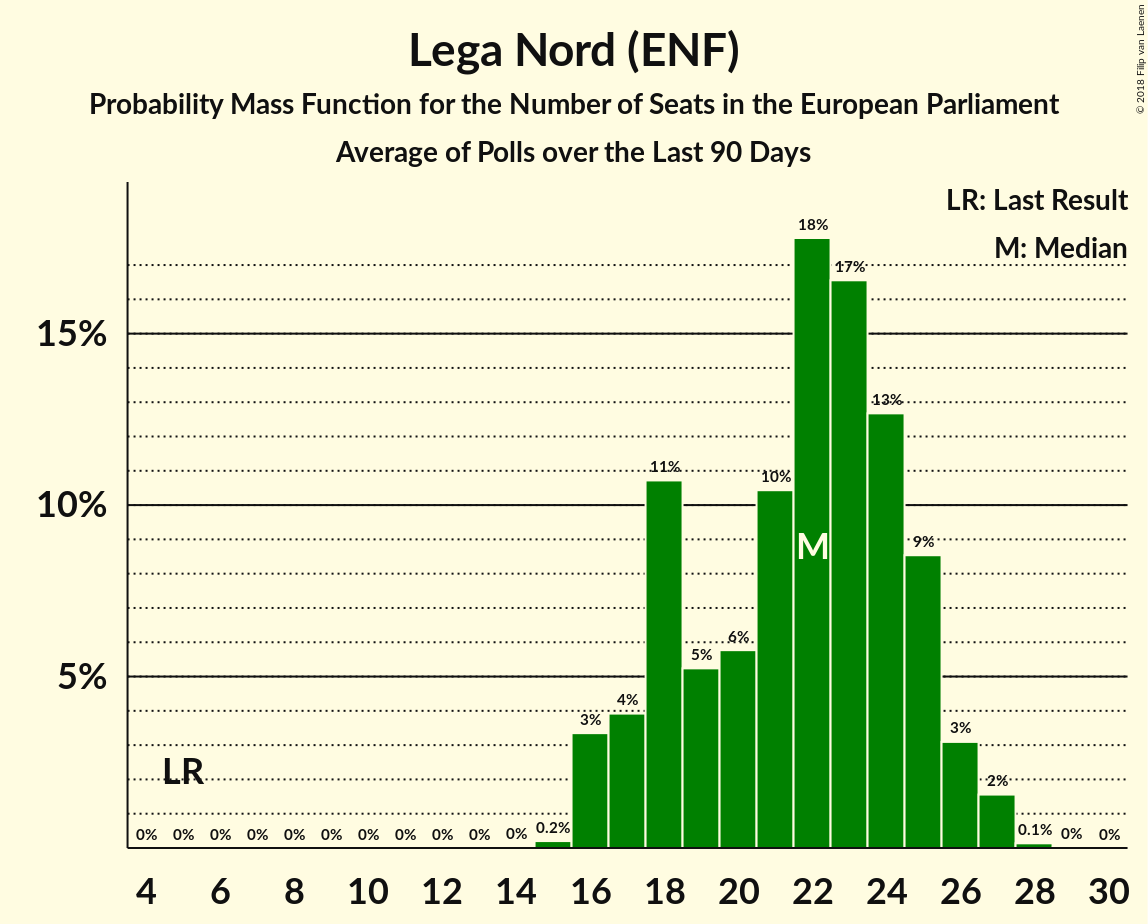 Lega Nord (ENF)
Probability Mass Function for the Number of Seats in the European Parliament
Average of Polls over the Last 90 Days
© 2018 Filip van Laenen
LR: Last Result
M: Median
15%
10%
5%
0% 0% 0% 0% 0% 0% 0% 0% 0% 0% 0% 0.2% 3% 4% 11% 5% 6% 10% 18% 17% 13% 9% 3% 2% 0.1% 0% 0%
LR
M
4 6 8 10 12 14 16 18 20 22 24 26 28 30